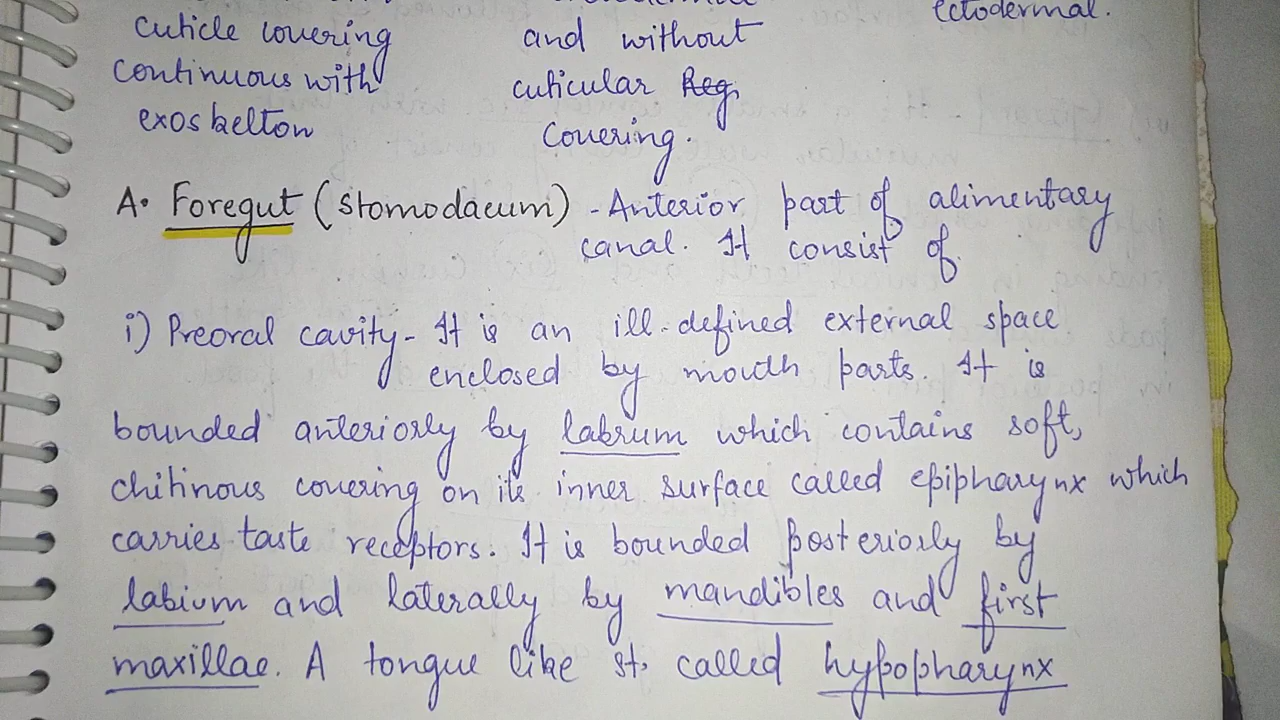 ectodermal.
cuticle covering and without
continuous with cuticular Reg,
exoskelton covering.
A. Foregut (stomodaeum) - Anterior part of alimentary
canal. It consist of
i) Preoral cavity - It is an ill-defined external space
enclosed by mouth parts. It is
bounded anteriorly by labrum which contains soft,
chitinous covering on its inner surface called epipharynx which
carries taste receptors. It is bounded posteriorly by
labium and laterally by mandibles and first
maxillae. A tongue like st. called hypopharynx